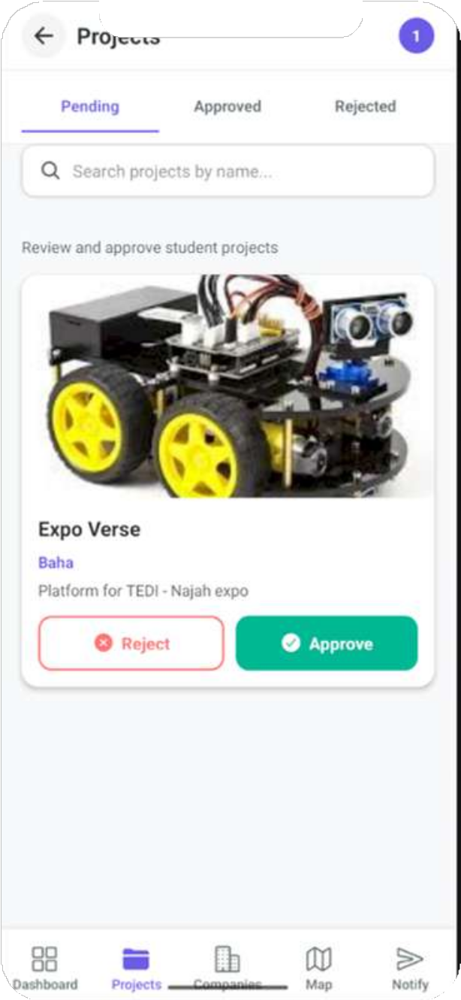 Projects
1
Pending Approved Rejected
Search projects by name...
Review and approve student projects
Expo Verse
Baha
Platform for TEDI - Najah expo
Reject Approve
Dashboard Projects Companies Map Notify